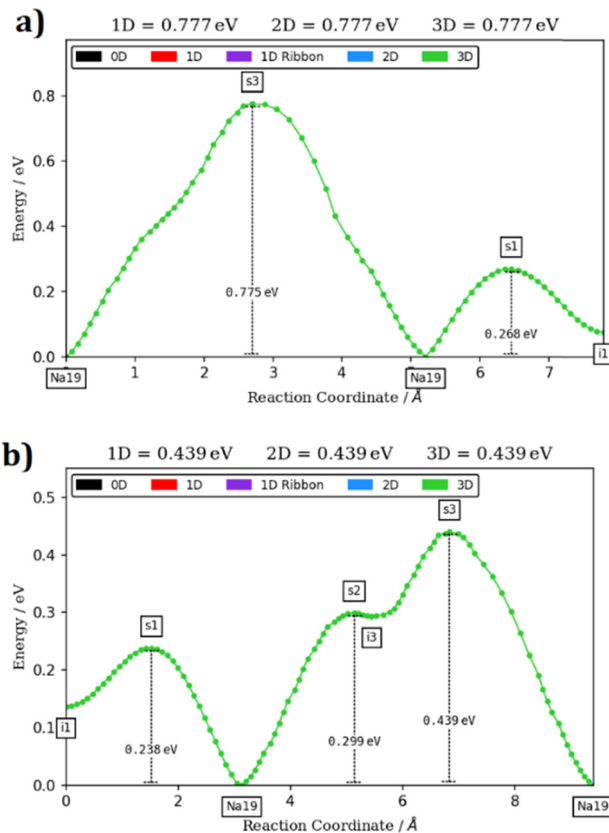 a)
1D = 0.777 eV 2D = 0.777 eV 3D = 0.777 eV
0D 1D 1D Ribbon 2D 3D
s3
0.8
0.6
Energy / eV
0.4
s1
0.775 eV
0.2
0.268 eV
0.0
i1
Na19 1 2 3 4 Na19 6 7
0
Reaction Coordinate / Å
b)
1D = 0.439 eV 2D = 0.439 eV 3D = 0.439 eV
0D 1D 1D Ribbon 2D 3D
0.5
s3
0.4
Energy / eV
s2
0.3
s1
i3
0.2
i1
0.1
0.439 eV
0.299 eV
0.238 eV
0.0
0 2 Na19 4 6 8 Na19
Reaction Coordinate / Å